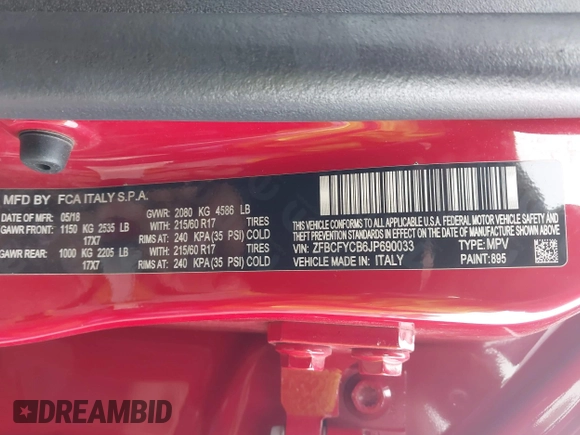 MFD BY FCA ITALY S.P.A.
DATE OF MFD: 05/18 GVWR: 2080 KG 4586 LB
GAWR FRONT: 1150 KG 2535 LB WITH: 215/60 R17 TIRES
17X7 RIMS AT: 240 KPA (35 PSI) COLD
GAWR REAR: 1000 KG 2205 LB WITH: 215/60 R17 TIRES
17X7 RIMS AT: 240 KPA (35 PSI) COLD
THIS VEHICLE CONFORMS TO ALL APPLICABLE U.S.A. FEDERAL MOTOR VEHICLE SAFETY, BUMPER, AND
THEFT PREVENTION STANDARDS IN EFFECT ON THE DATE OF MANUFACTURE SHOWN ABOVE.
VIN: ZFBCFYCB6JP690033 TYPE: MPV
VEHICLE MADE IN: ITALY PAINT: 895
DREAMBID